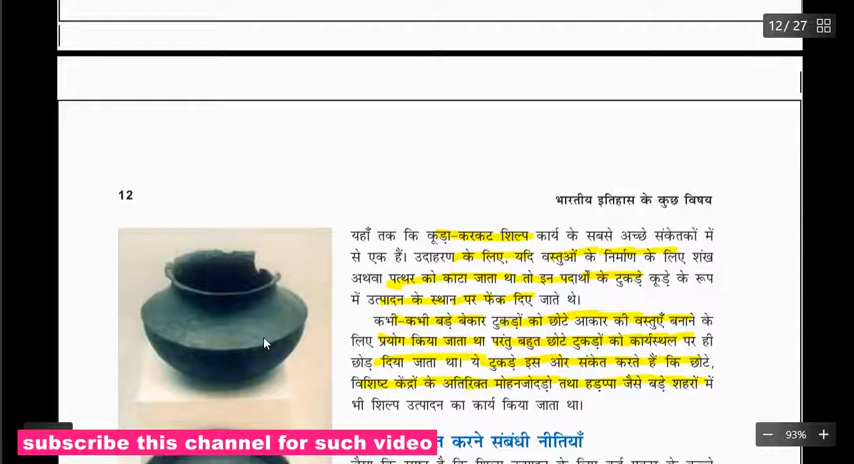 12 / 27
12
भारतीय इतिहास के कुछ विषय
यहाँ तक कि कूड़ा-करकट शिल्प कार्य के सबसे अच्छे संकेतकों में
से एक हैं। उदाहरण के लिए, यदि वस्तुओं के निर्माण के लिए शंख
अथवा पत्थर को काटा जाता था तो इन पदार्थों के टुकड़े कूड़े के रूप
में उत्पादन के स्थान पर फेंक दिए जाते थे।
कभी-कभी बड़े बेकार टुकड़ों को छोटे आकार की वस्तुएँ बनाने के
लिए प्रयोग किया जाता था परंतु बहुत छोटे टुकड़ों को कार्यस्थल पर ही
छोड़ दिया जाता था। ये टुकड़े इस ओर संकेत करते हैं कि छोटे,
विशिष्ट केंद्रों के अतिरिक्त मोहनजोदड़ो तथा हड़प्पा जैसे बड़े शहरों में
भी शिल्प उत्पादन का कार्य किया जाता था।
करने संबंधी नीतियाँ
subscribe this channel for such video
93%